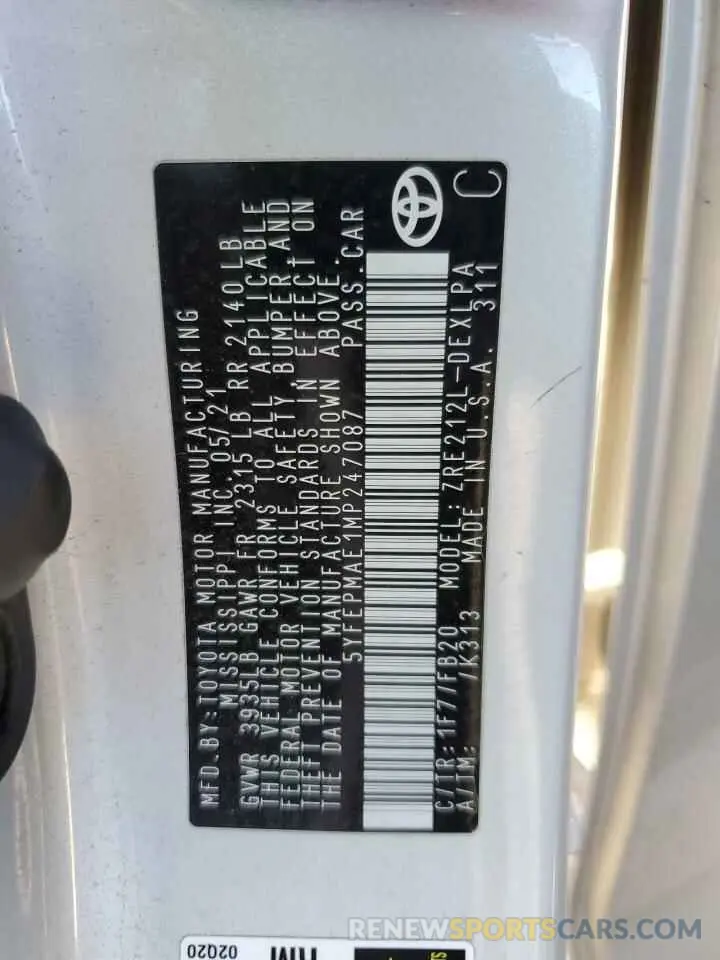 MFD.BY:TOYOTA MOTOR MANUFACTURING
MISSISSIPPI INC.05/21
GVWR 3935LB GAWR FR 2315 LB RR 2140LB
THIS VEHICLE CONFORMS TO ALL APPLICABLE
FEDERAL MOTOR VEHICLE SAFETY, BUMPER,AND
THEFT PREVENTION STANDARDS IN EFFECT ON
THE DATE OF MANUFACTURE SHOWN ABOVE.
5YFEPMAE1MP247087 PASS.CAR
C/TR: 1F7/FB20 MODEL: ZRE212L-DEXLPA
A/TM: /K313 MADE IN U.S.A. 311
C
02Q20
RENEWSPORTSCARS.COM